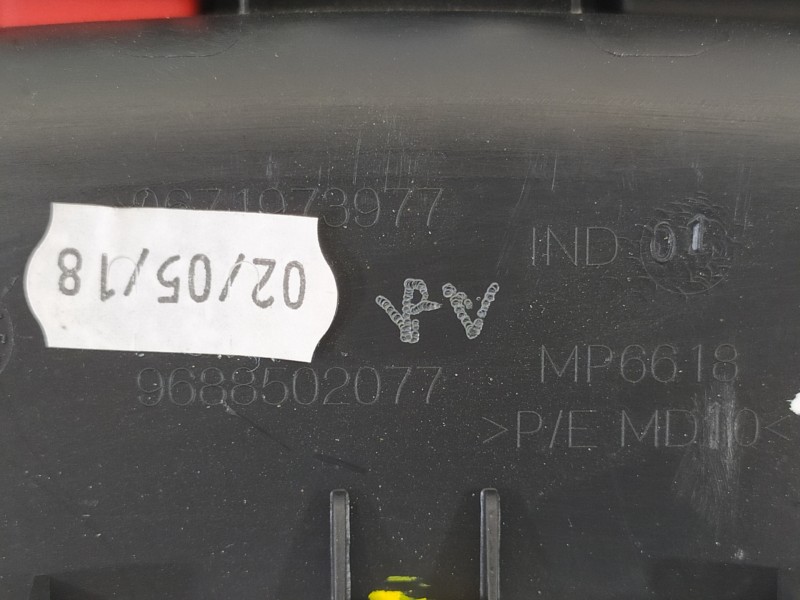 9671973977
IND 01
02/05/18
PV
MP6618
9688502077
>P/E MD10<